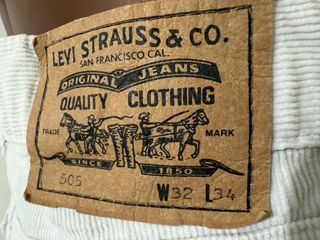 LEVI STRAUSS & CO.
SAN FRANCISCO, CAL.
ORIGINAL JEANS
QUALITY CLOTHING
TRADE MARK
SINCE 1850
505 W32 L34